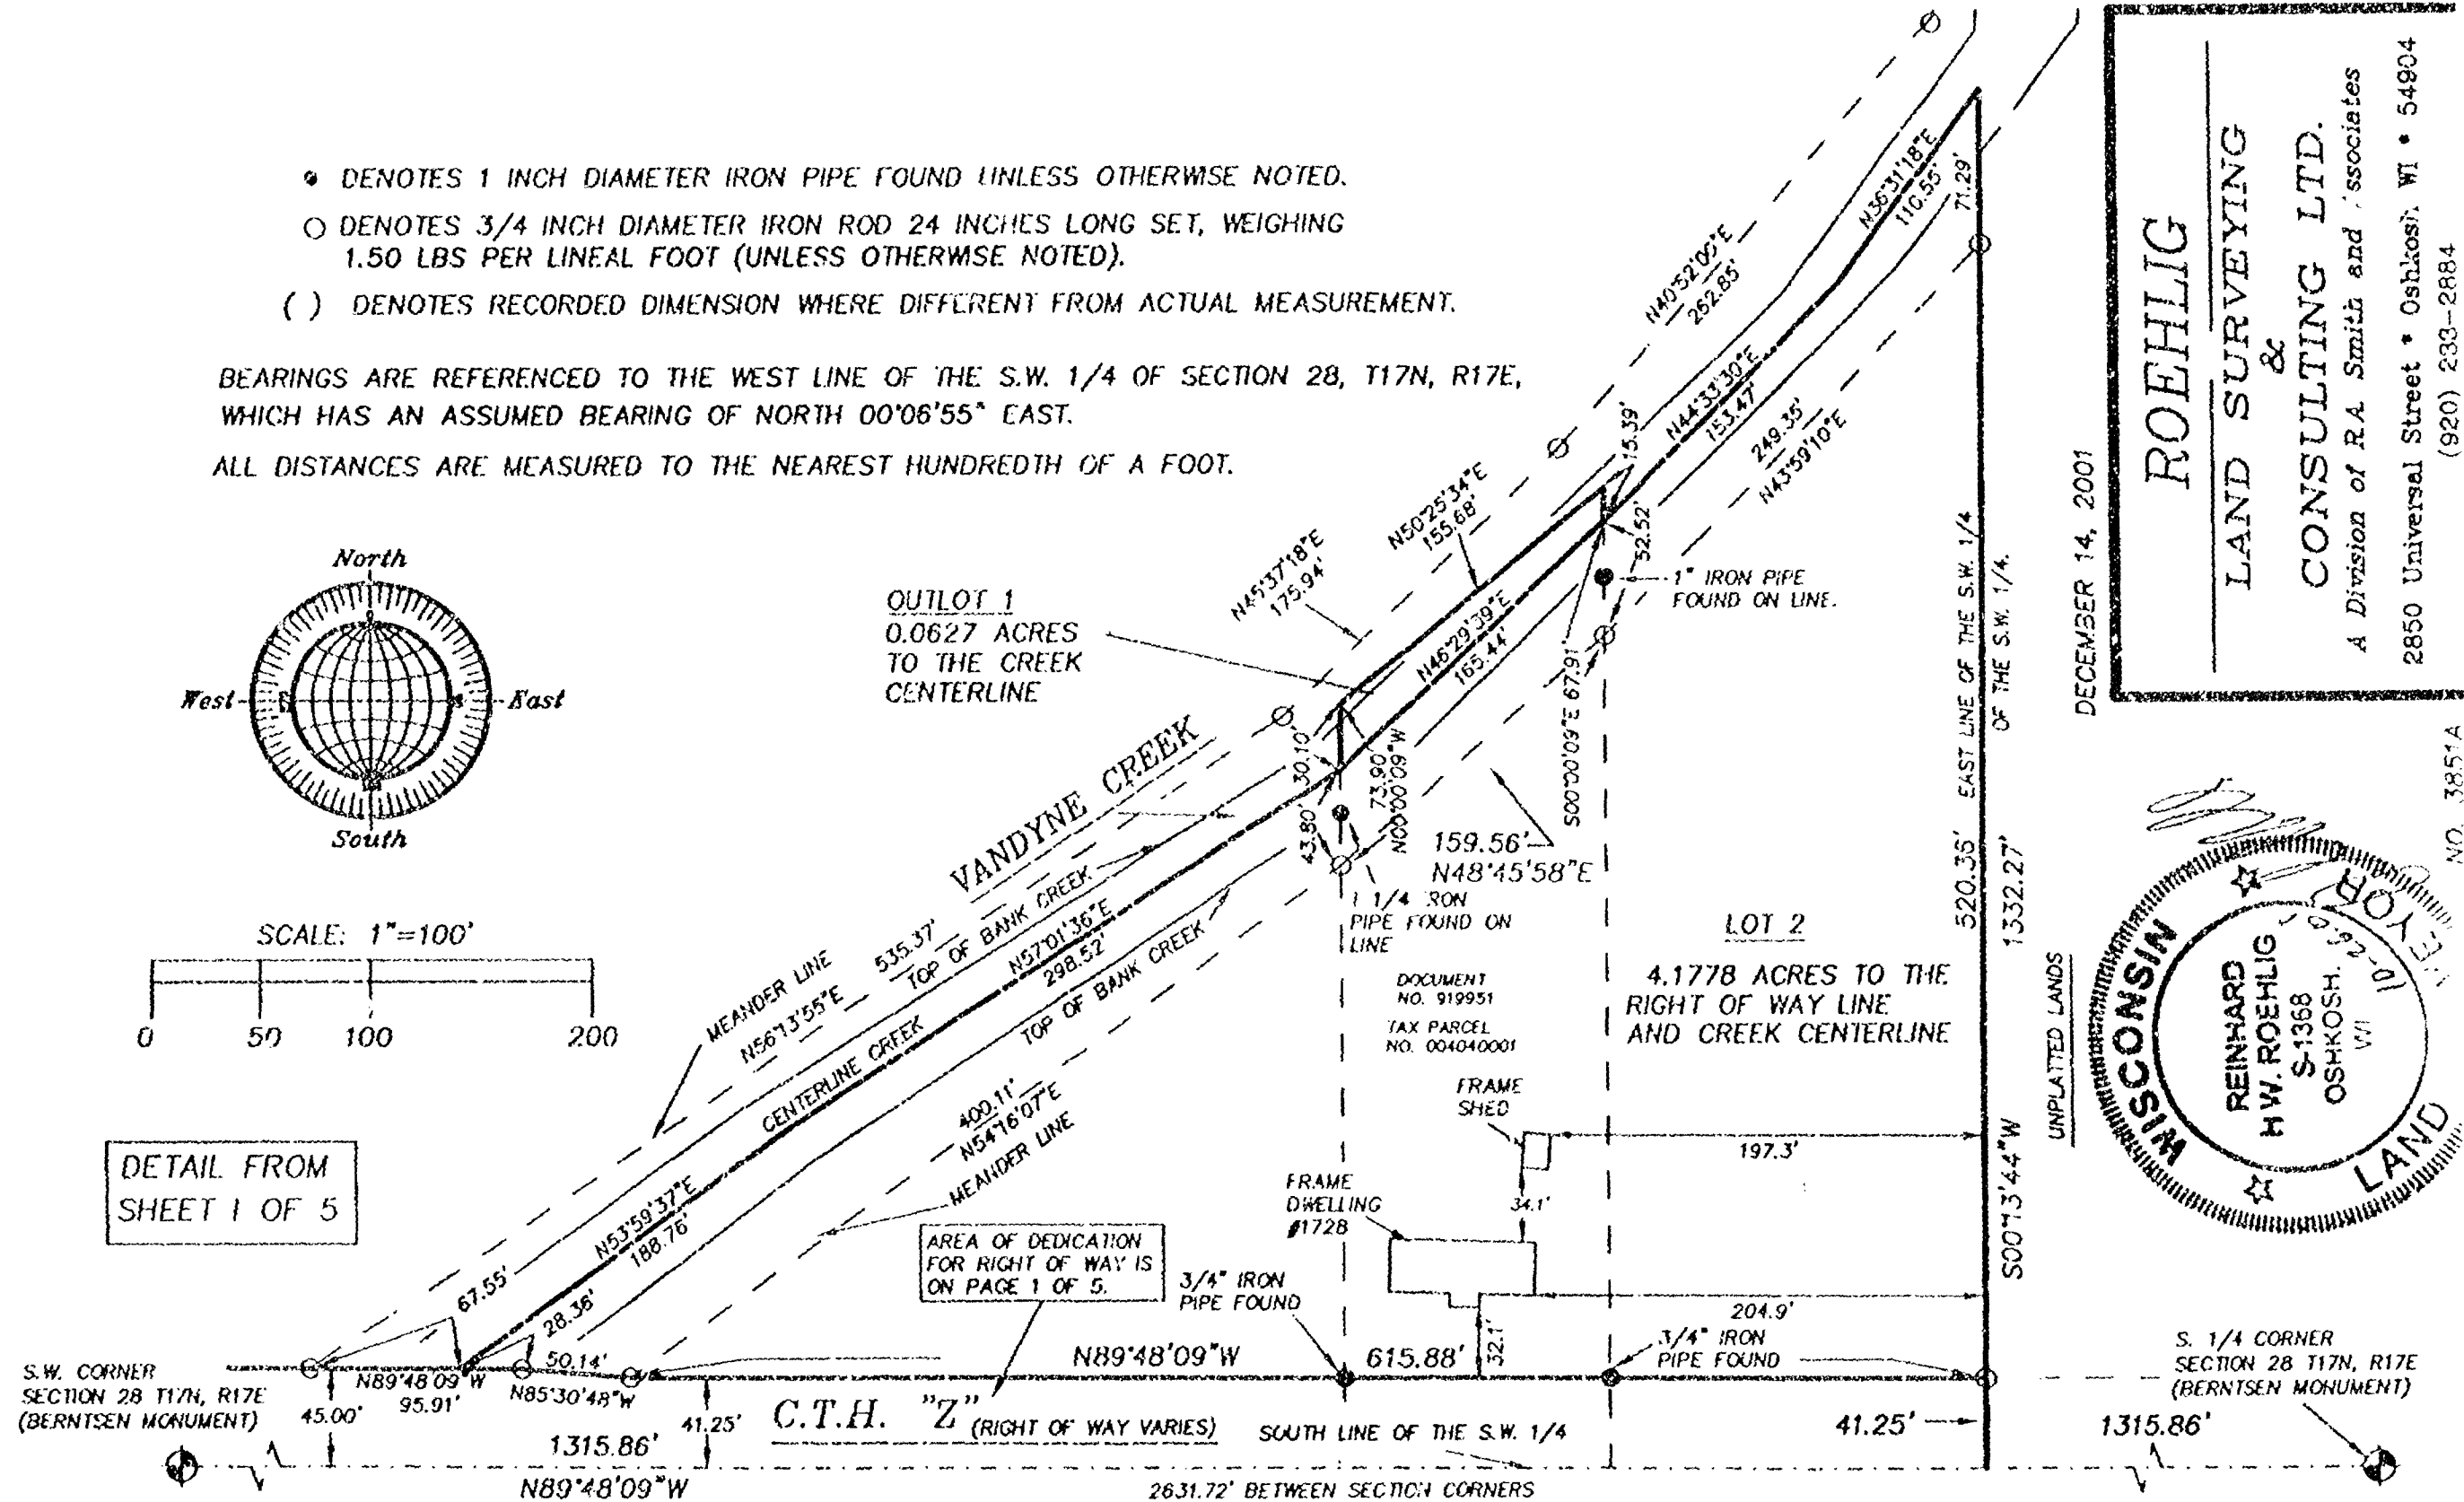 DENOTES 1 INCH DIAMETER IRON PIPE FOUND UNLESS OTHERWISE NOTED.
DENOTES 3/4 INCH DIAMETER IRON ROD 24 INCHES LONG SET, WEIGHING
1.50 LBS PER LINEAL FOOT (UNLESS OTHERWISE NOTED).
( ) DENOTES RECORDED DIMENSION WHERE DIFFERENT FROM ACTUAL MEASUREMENT.
BEARINGS ARE REFERENCED TO THE WEST LINE OF THE S.W. 1/4 OF SECTION 28, T17N, R17E,
WHICH HAS AN ASSUMED BEARING OF NORTH 00°06'55" EAST.
ALL DISTANCES ARE MEASURED TO THE NEAREST HUNDREDTH OF A FOOT.
North
West
East
South
SCALE: 1"=100'
0 50 100 200
DETAIL FROM
SHEET 1 OF 5
OUTLOT 1
0.0627 ACRES
TO THE CREEK
CENTERLINE
VANDYNE CREEK
N36°31'18"E
110.55'
71.29'
N40°52'00"E
262.85'
N44°33'30"E
153.47'
249.35'
N43°59'10"E
15.39'
N50°25'34"E
155.68'
N45°37'18"E
175.94'
52.52'
1" IRON PIPE
FOUND ON LINE.
N46°29'39"E
165.44'
S00°00'09"E 67.91'
30.10'
43.80'
73.90'
N00°00'09"W
159.56'
N48°45'58"E
1 1/4 IRON
PIPE FOUND ON
LINE
MEANDER LINE
535.37'
N56°13'55"E
TOP OF BANK CREEK
N57°01'36"E
298.52'
CENTERLINE CREEK
TOP OF BANK CREEK
400.11'
N54°16'07"E
MEANDER LINE
N53°59'37"E
188.76'
67.55'
28.36'
DOCUMENT
NO. 919951
TAX PARCEL
NO. 004040001
LOT 2
4.1778 ACRES TO THE
RIGHT OF WAY LINE
AND CREEK CENTERLINE
FRAME
SHED
197.3'
34.1'
FRAME
DWELLING
#1728
204.9'
32.1'
AREA OF DEDICATION
FOR RIGHT OF WAY IS
ON PAGE 1 OF 5.
3/4" IRON
PIPE FOUND
3/4" IRON
PIPE FOUND
S.W. CORNER
SECTION 28 T17N, R17E
(BERNTSEN MONUMENT)
N89°48'09"W
95.91'
50.14'
N85°30'48"W
N89°48'09"W
615.88'
45.00'
41.25'
C.T.H. "Z" (RIGHT OF WAY VARIES)
SOUTH LINE OF THE S.W. 1/4
41.25'
1315.86'
N89°48'09"W
2631.72' BETWEEN SECTION CORNERS
1315.86'
S. 1/4 CORNER
SECTION 28 T17N, R17E
(BERNTSEN MONUMENT)
520.36'
EAST LINE OF THE S.W. 1/4
OF THE S.W. 1/4.
1332.27'
S00°13'44"W
UNPLATTED LANDS
DECEMBER 14, 2001
ROEHLIG
LAND SURVEYING
&
CONSULTING LTD.
A Division of R.A. Smith and Associates
2850 Universal Street * Oshkosh WI * 54904
(920) 233-2884
NO. 3851A
WISCONSIN
LAND
REINHARD
H W. ROEHLIG
S-1368
OSHKOSH,
WI